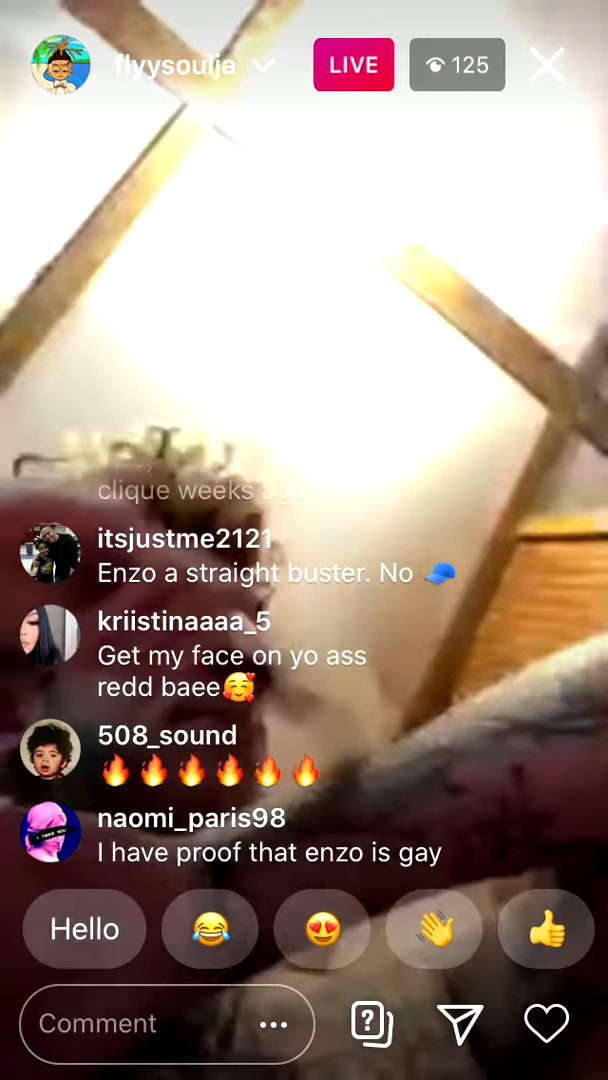 flyysoulja
LIVE
125
clique weeks
itsjustme2121
Enzo a straight buster. No 🧢
kriistinaaaa_5
Get my face on yo ass
redd baee🥰
508_sound
🔥🔥🔥🔥🔥🔥
naomi_paris98
I have proof that enzo is gay
Hello 😂 😍 👋 👍
Comment